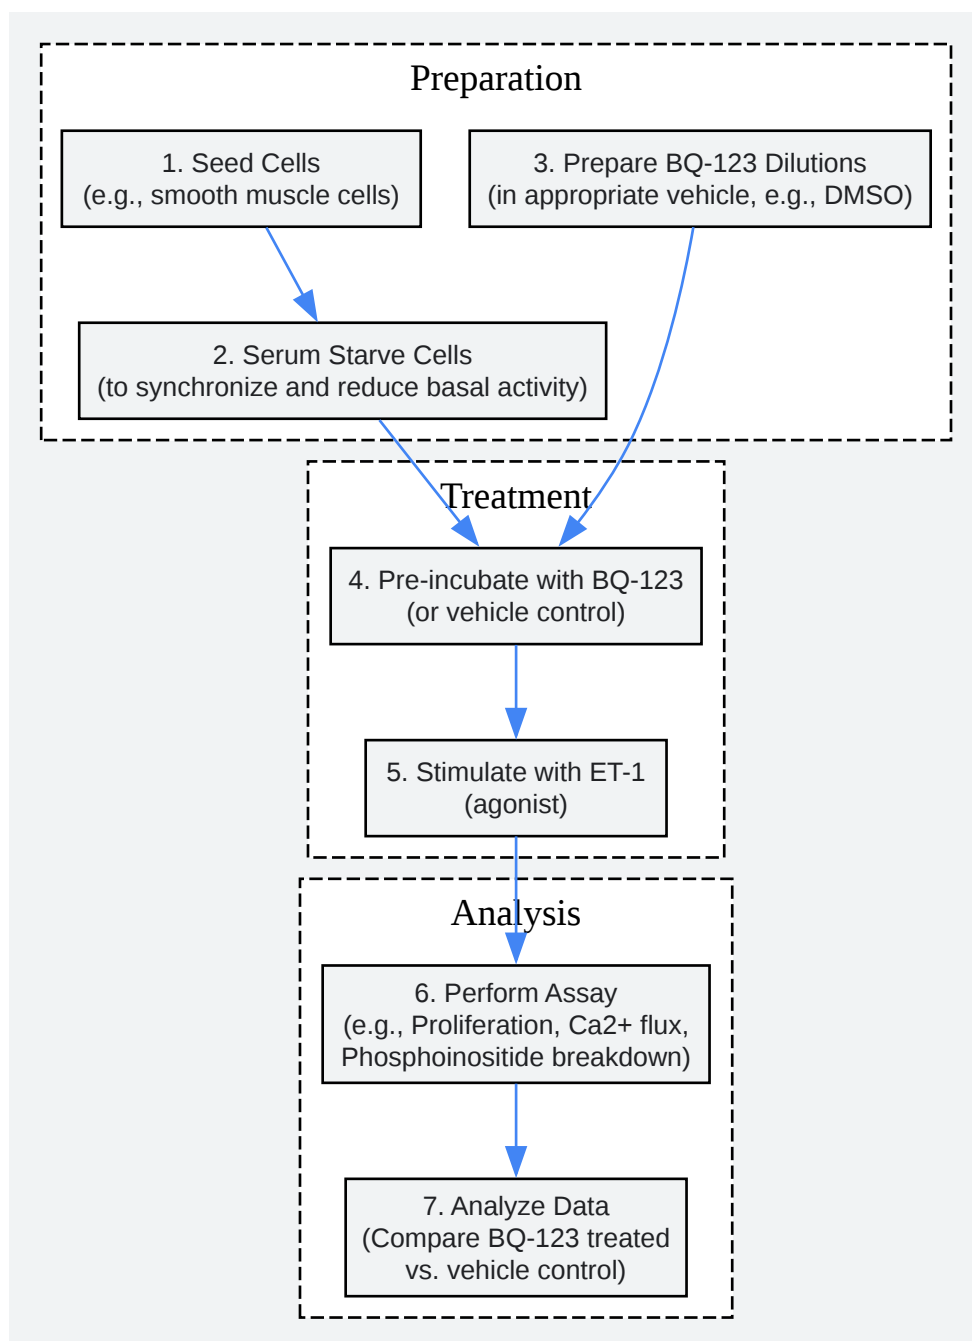 Preparation
1. Seed Cells
(e.g., smooth muscle cells)
3. Prepare BQ-123 Dilutions
(in appropriate vehicle, e.g., DMSO)
2. Serum Starve Cells
(to synchronize and reduce basal activity)
Treatment
4. Pre-incubate with BQ-123
(or vehicle control)
5. Stimulate with ET-1
(agonist)
Analysis
6. Perform Assay
(e.g., Proliferation, Ca2+ flux,
Phosphoinositide breakdown)
7. Analyze Data
(Compare BQ-123 treated
vs. vehicle control)